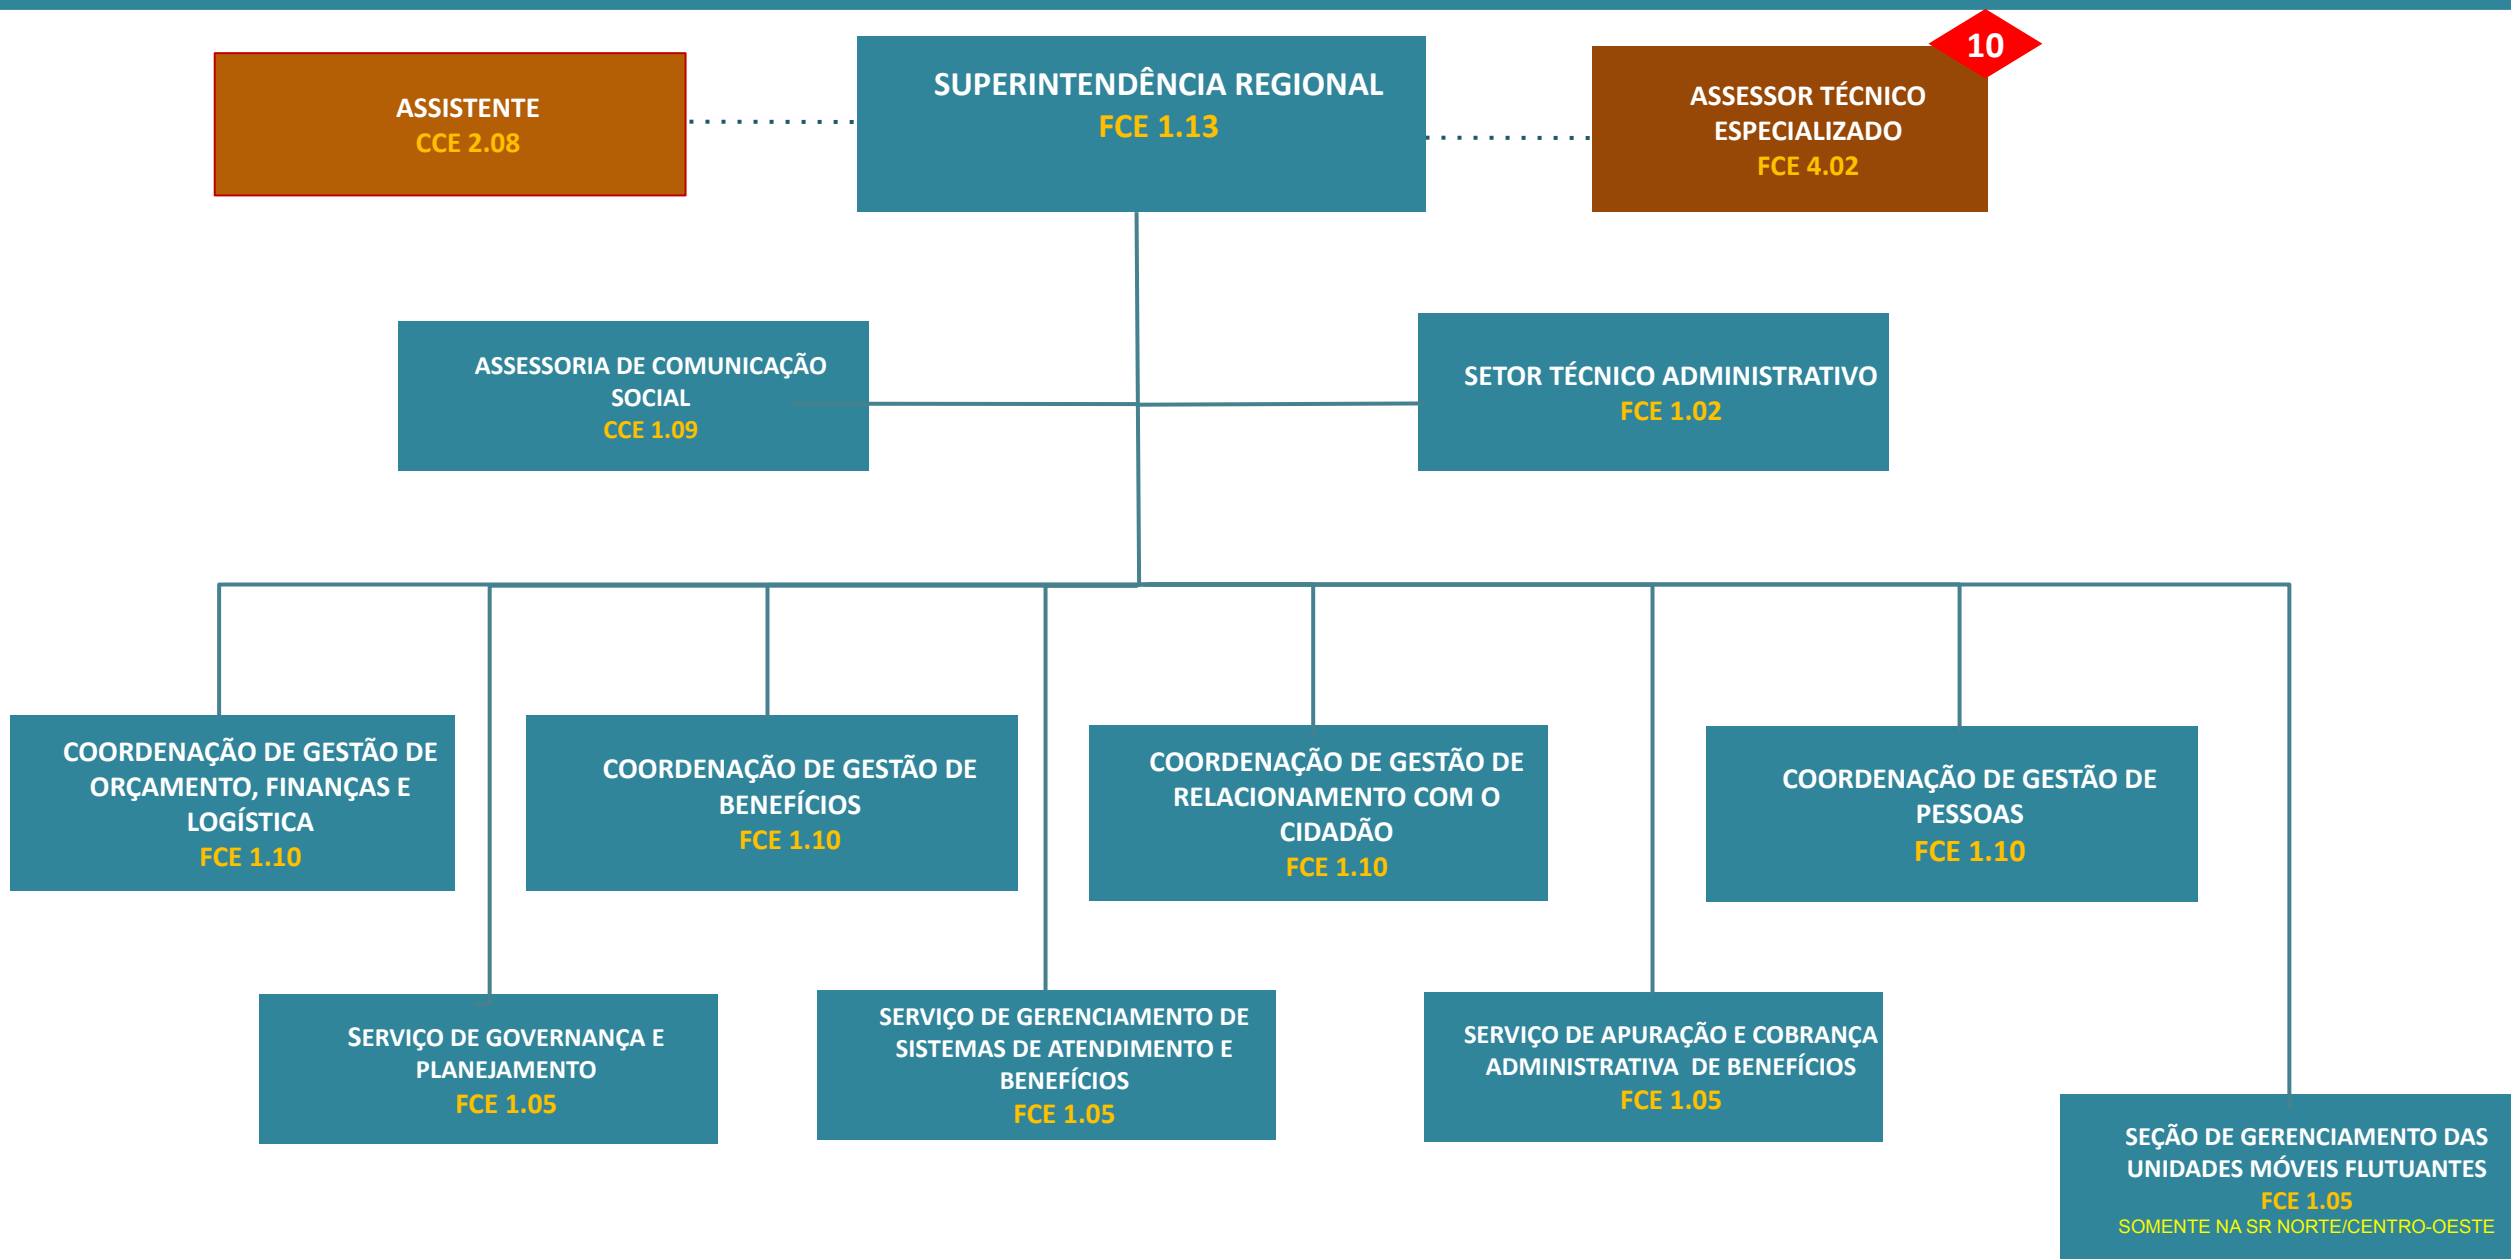 ASSISTENTE
CCE 2.08
SUPERINTENDÊNCIA REGIONAL
FCE 1.13
10
ASSESSOR TÉCNICO
ESPECIALIZADO
FCE 4.02
ASSESSORIA DE COMUNICAÇÃO
SOCIAL
CCE 1.09
SETOR TÉCNICO ADMINISTRATIVO
FCE 1.02
COORDENAÇÃO DE GESTÃO DE
ORÇAMENTO, FINANÇAS E
LOGÍSTICA
FCE 1.10
COORDENAÇÃO DE GESTÃO DE
BENEFÍCIOS
FCE 1.10
COORDENAÇÃO DE GESTÃO DE
RELACIONAMENTO COM O
CIDADÃO
FCE 1.10
COORDENAÇÃO DE GESTÃO DE
PESSOAS
FCE 1.10
SERVIÇO DE GOVERNANÇA E
PLANEJAMENTO
FCE 1.05
SERVIÇO DE GERENCIAMENTO DE
SISTEMAS DE ATENDIMENTO E
BENEFÍCIOS
FCE 1.05
SERVIÇO DE APURAÇÃO E COBRANÇA
ADMINISTRATIVA  DE BENEFÍCIOS
FCE 1.05
SEÇÃO DE GERENCIAMENTO DAS
UNIDADES MÓVEIS FLUTUANTES
FCE 1.05
SOMENTE NA SR NORTE/CENTRO-OESTE